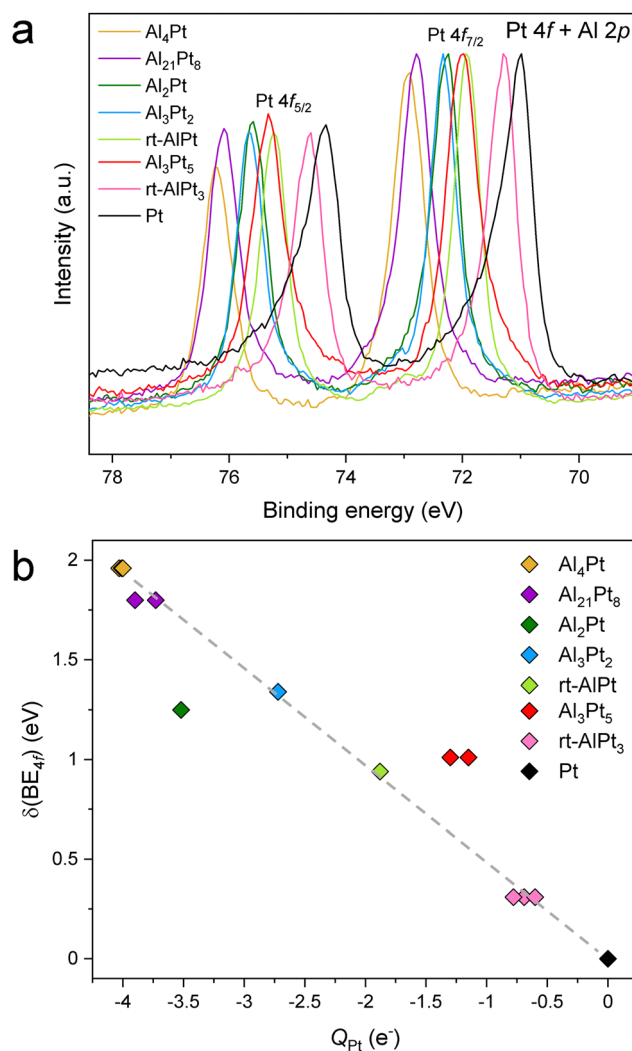 a
Pt 4f + Al 2p
Al₄Pt
Al₂₁Pt₈
Al₂Pt
Al₃Pt₂
rt-AlPt
Al₃Pt₅
rt-AlPt₃
Pt
Pt 4f₅/₂
Pt 4f₇/₂
Intensity (a.u.)
78 76 74 72 70
Binding energy (eV)
b
Al₄Pt
Al₂₁Pt₈
Al₂Pt
Al₃Pt₂
rt-AlPt
Al₃Pt₅
rt-AlPt₃
Pt
δ(BE₄f) (eV)
2
1.5
1
0.5
0
-4 -3.5 -3 -2.5 -2 -1.5 -1 -0.5 0
Q_Pt (e⁻)